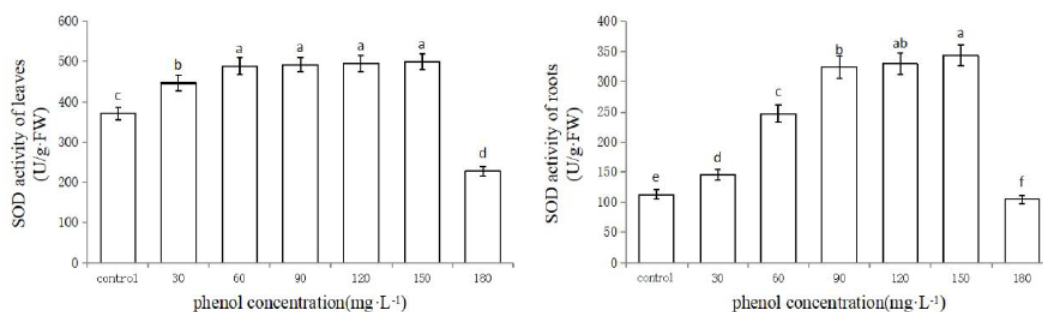 600
500
400
300
200
100
0
SOD activity of leaves
(U/g·FW)
c
b
a
a
a
a
d
control 30 60 90 120 150 180
phenol concentration(mg·L-1)
400
350
300
250
200
150
100
50
0
SOD activity of roots
(U/g·FW)
e
d
c
b
ab
a
f
control 30 60 90 120 150 180
phenol concentration(mg·L-1)